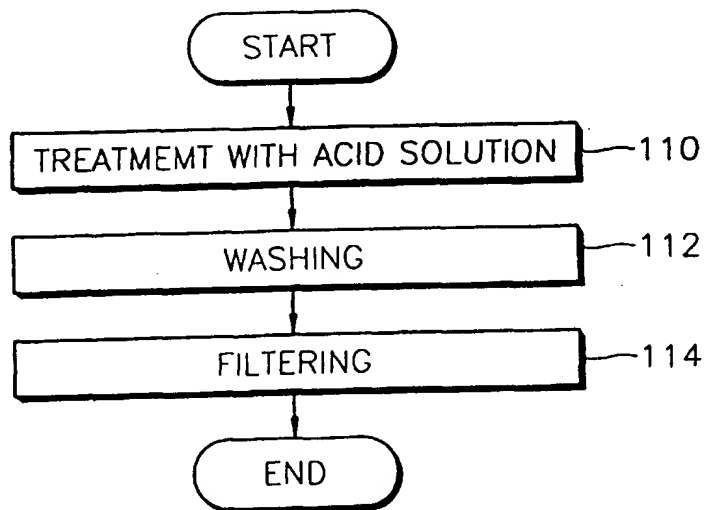 START
TREATMEMT WITH ACID SOLUTION 110
WASHING 112
FILTERING 114
END